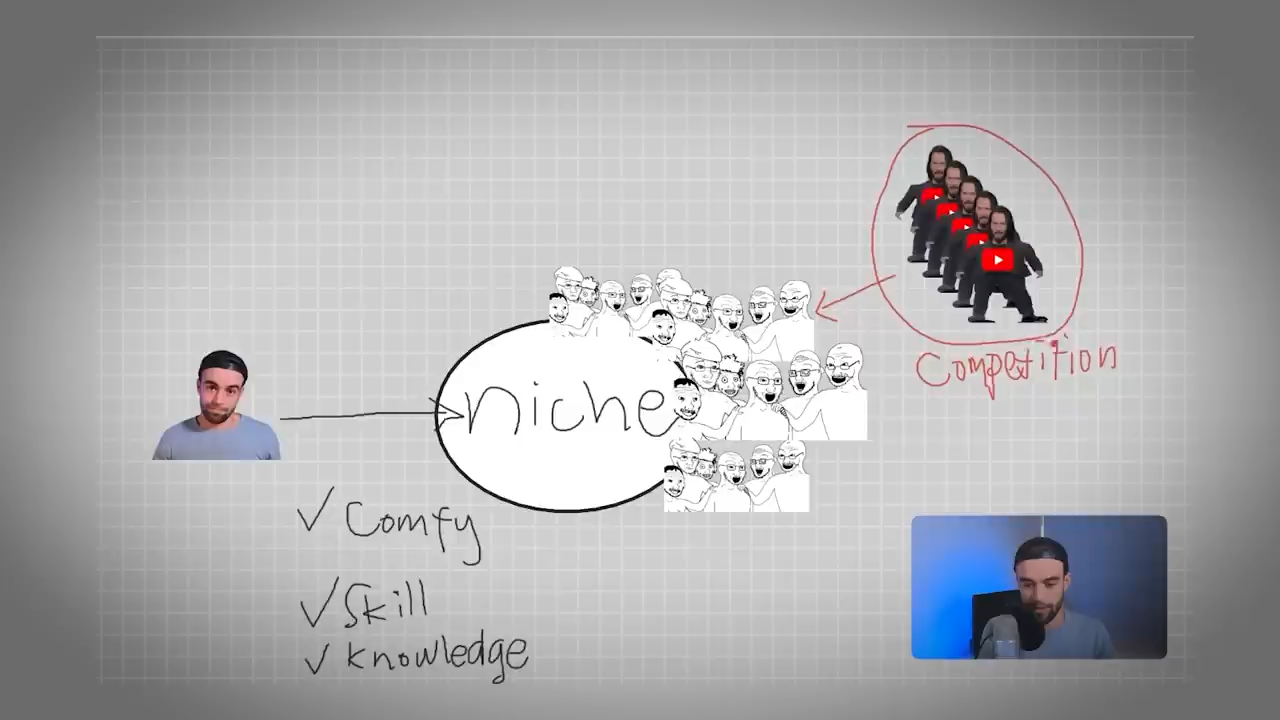 Competition
niche
✓ Comfy
✓ Skill
✓ knowledge